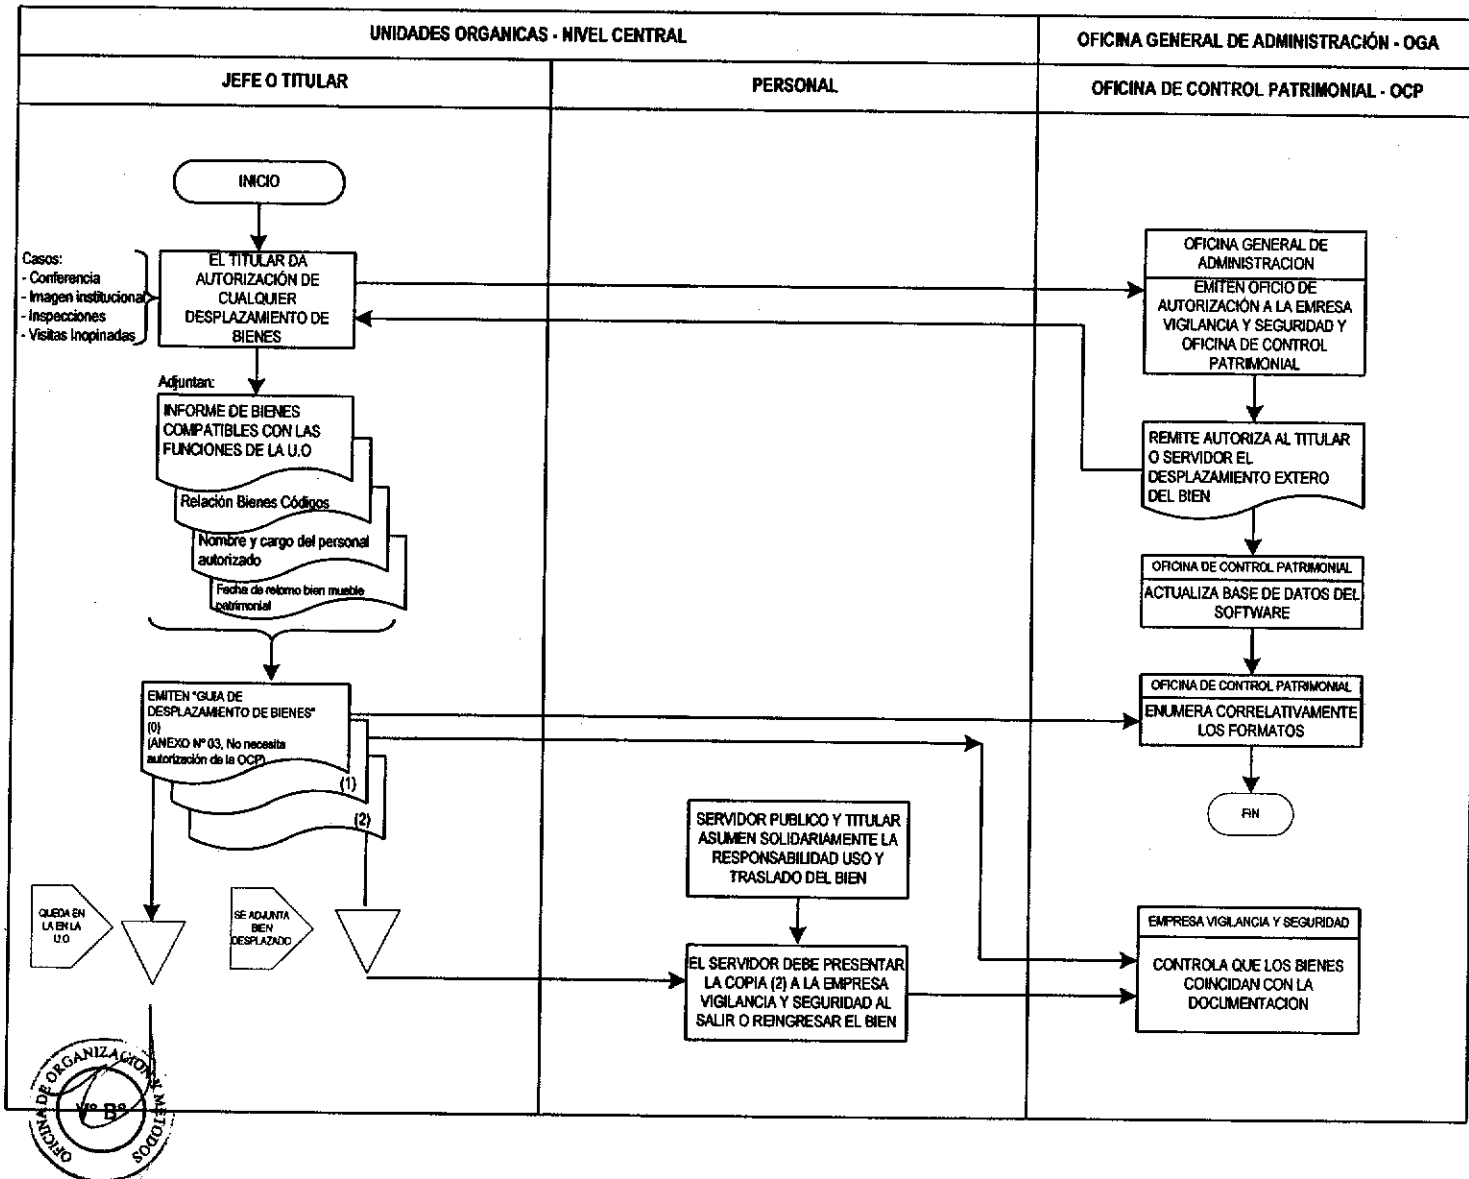 UNIDADES ORGANICAS - NIVEL CENTRAL
OFICINA GENERAL DE ADMINISTRACIÓN - OGA
JEFE O TITULAR
PERSONAL
OFICINA DE CONTROL PATRIMONIAL - OCP
INICIO
Casos:
- Conferencia
- Imagen institucional
- Inspecciones
- Visitas Inopinadas
EL TITULAR DA
AUTORIZACIÓN DE
CUALQUIER
DESPLAZAMIENTO DE
BIENES
Adjuntan:
INFORME DE BIENES
COMPATIBLES CON LAS
FUNCIONES DE LA U.O
Relación Bienes Códigos
Nombre y cargo del personal
autorizado
Fecha de retorno bien mueble
patrimonial
EMITEN "GUIA DE
DESPLAZAMIENTO DE BIENES"
(0)
(ANEXO Nº 03, No necesita
autorización de la OCP)
(1)
(2)
QUEDA EN
LA EN LA
U.O
SE ADJUNTA
BIEN
DESPLAZADO
SERVIDOR PUBLICO Y TITULAR
ASUMEN SOLIDARIAMENTE LA
RESPONSABILIDAD USO Y
TRASLADO DEL BIEN
EL SERVIDOR DEBE PRESENTAR
LA COPIA (2) A LA EMPRESA
VIGILANCIA Y SEGURIDAD AL
SALIR O REINGRESAR EL BIEN
OFICINA GENERAL DE
ADMINISTRACION
EMITEN OFICIO DE
AUTORIZACIÓN A LA EMRESA
VIGILANCIA Y SEGURIDAD Y
OFICINA DE CONTROL
PATRIMONIAL
REMITE AUTORIZA AL TITULAR
O SERVIDOR EL
DESPLAZAMIENTO EXTERO
DEL BIEN
OFICINA DE CONTROL PATRIMONIAL
ACTUALIZA BASE DE DATOS DEL
SOFTWARE
OFICINA DE CONTROL PATRIMONIAL
ENUMERA CORRELATIVAMENTE
LOS FORMATOS
FIN
EMPRESA VIGILANCIA Y SEGURIDAD
CONTROLA QUE LOS BIENES
COINCIDAN CON LA
DOCUMENTACION
OFICINA DE ORGANIZACION Y METODOS
Vº Bº